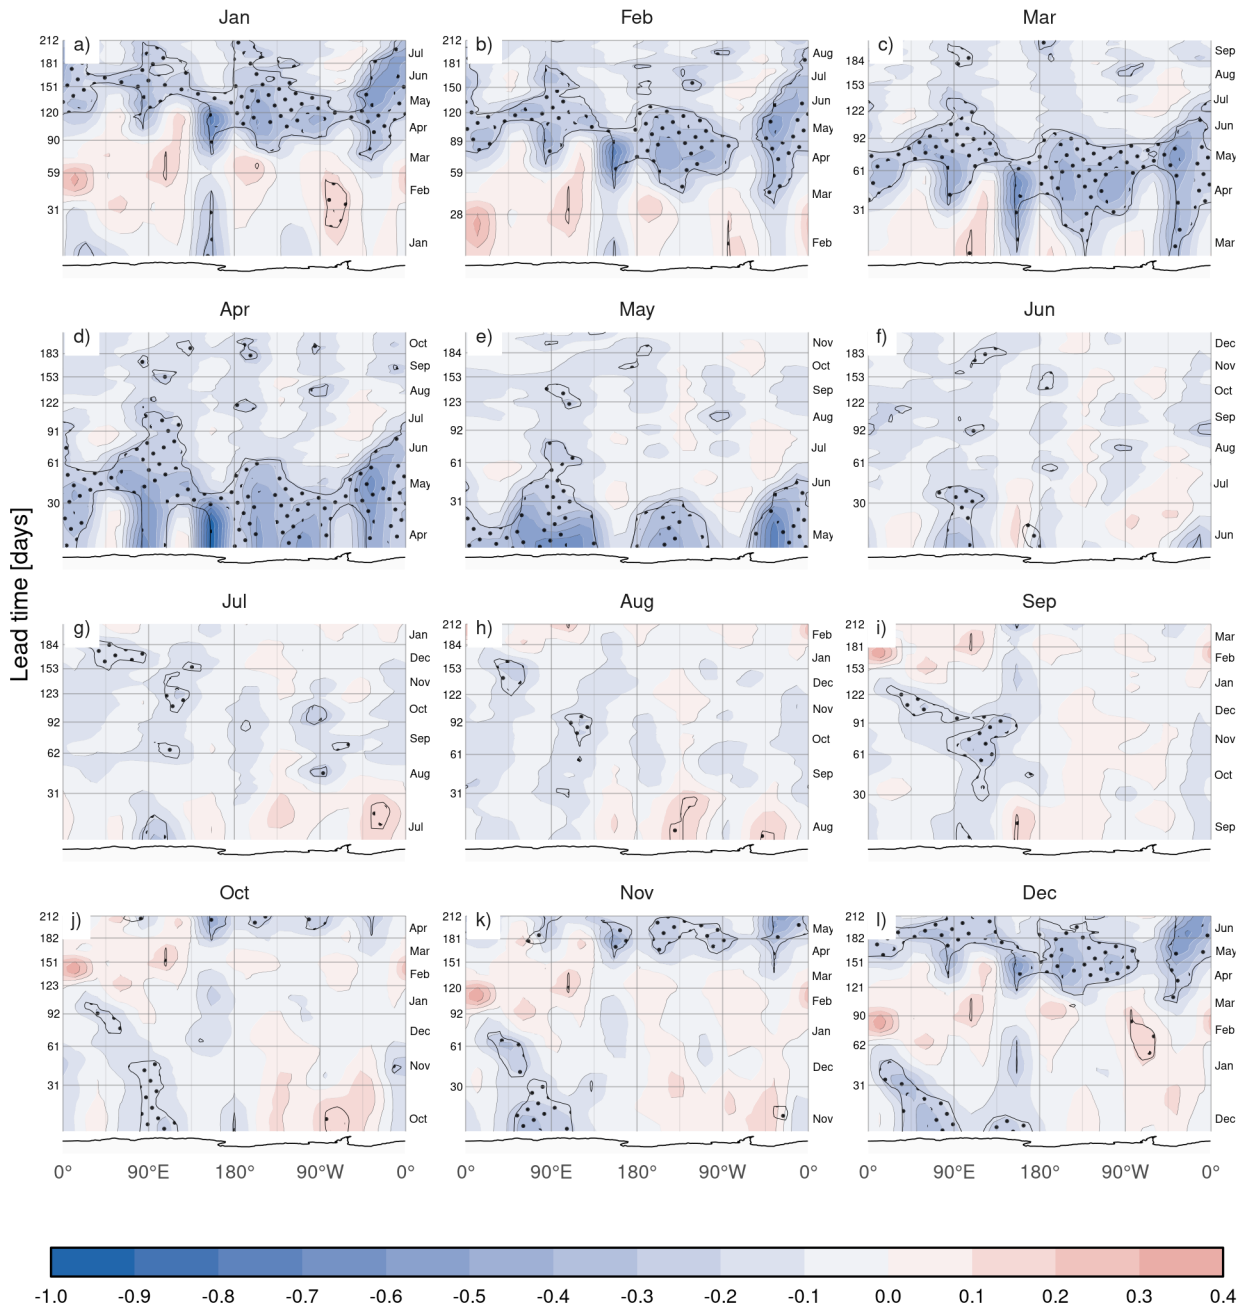 Jan Feb Mar
a) b) c)
212 181 151 120 90 59 31
Jul Jun May Apr Mar Feb Jan
212 181 150 120 89 59 28
Aug Jul Jun May Apr Mar Feb
184 153 122 92 61 31
Sep Aug Jul Jun May Apr Mar
Apr May Jun
d) e) f)
183 153 122 91 61 30
Oct Sep Aug Jul Jun May Apr
184 153 122 92 61 31
Nov Oct Sep Aug Jul Jun May
183 153 122 92 61 30
Dec Nov Oct Sep Aug Jul Jun
Lead time [days]
Jul Aug Sep
g) h) i)
212 184 153 123 92 62 31
Jan Dec Nov Oct Sep Aug Jul
212 184 153 122 92 61 31
Feb Jan Dec Nov Oct Sep Aug
212 181 153 122 91 61 30
Mar Feb Jan Dec Nov Oct Sep
Oct Nov Dec
j) k) l)
212 182 151 123 92 61 31
Apr Mar Feb Jan Dec Nov Oct
212 181 151 120 92 61 30
May Apr Mar Feb Jan Dec Nov
212 182 151 121 90 62 31
Jun May Apr Mar Feb Jan Dec
0° 90°E 180° 90°W 0°
0° 90°E 180° 90°W 0°
0° 90°E 180° 90°W 0°
-1.0 -0.9 -0.8 -0.7 -0.6 -0.5 -0.4 -0.3 -0.2 -0.1 0.0 0.1 0.2 0.3 0.4